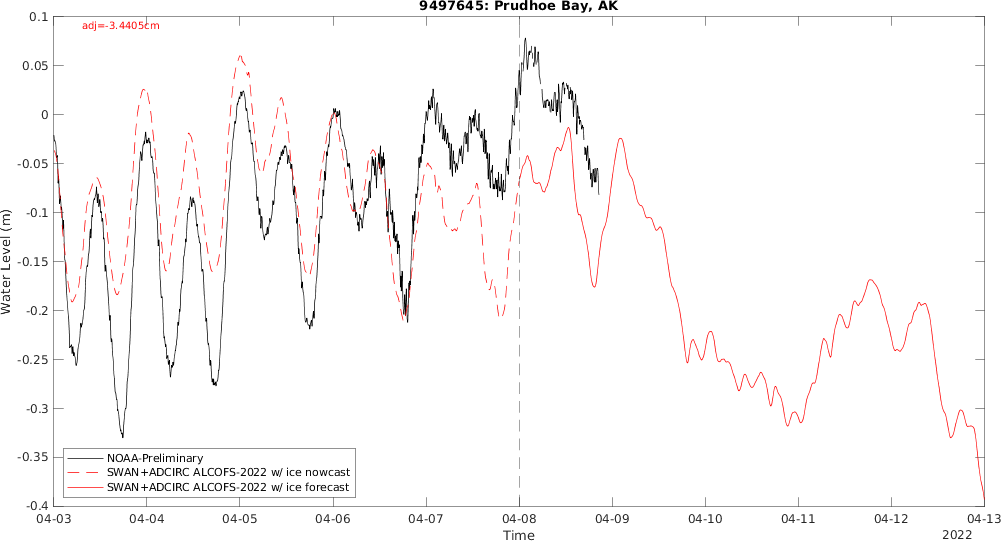 9497645: Prudhoe Bay, AK
adj=-3.4405cm
0.1
0.05
0
-0.05
-0.1
-0.15
-0.2
-0.25
-0.3
-0.35
-0.4
Water Level (m)
NOAA-Preliminary
SWAN+ADCIRC ALCOFS-2022 w/ ice nowcast
SWAN+ADCIRC ALCOFS-2022 w/ ice forecast
04-03 04-04 04-05 04-06 04-07 04-08 04-09 04-10 04-11 04-12 04-13
Time
2022